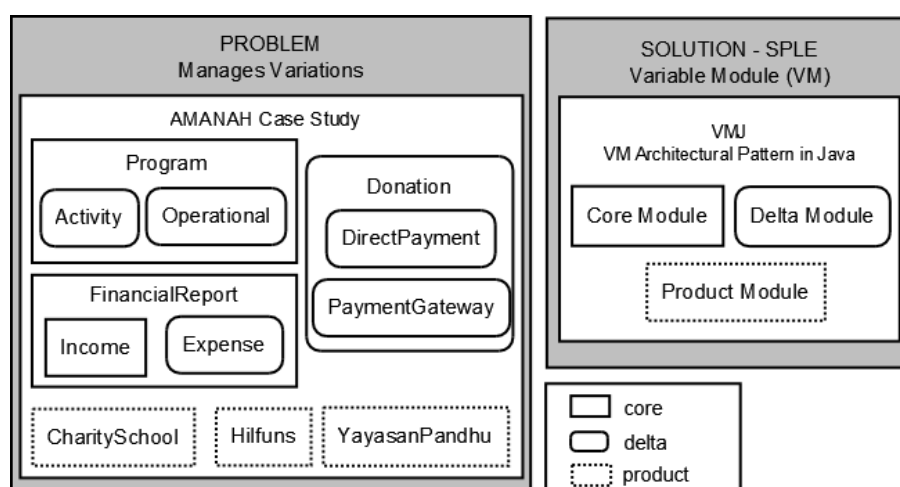 PROBLEM
Manages Variations
AMANAH Case Study
Program
Activity
Operational
Donation
DirectPayment
PaymentGateway
FinancialReport
Income
Expense
CharitySchool
Hilfuns
YayasanPandhu
SOLUTION - SPLE
Variable Module (VM)
VMJ
VM Architectural Pattern in Java
Core Module
Delta Module
Product Module
core
delta
product